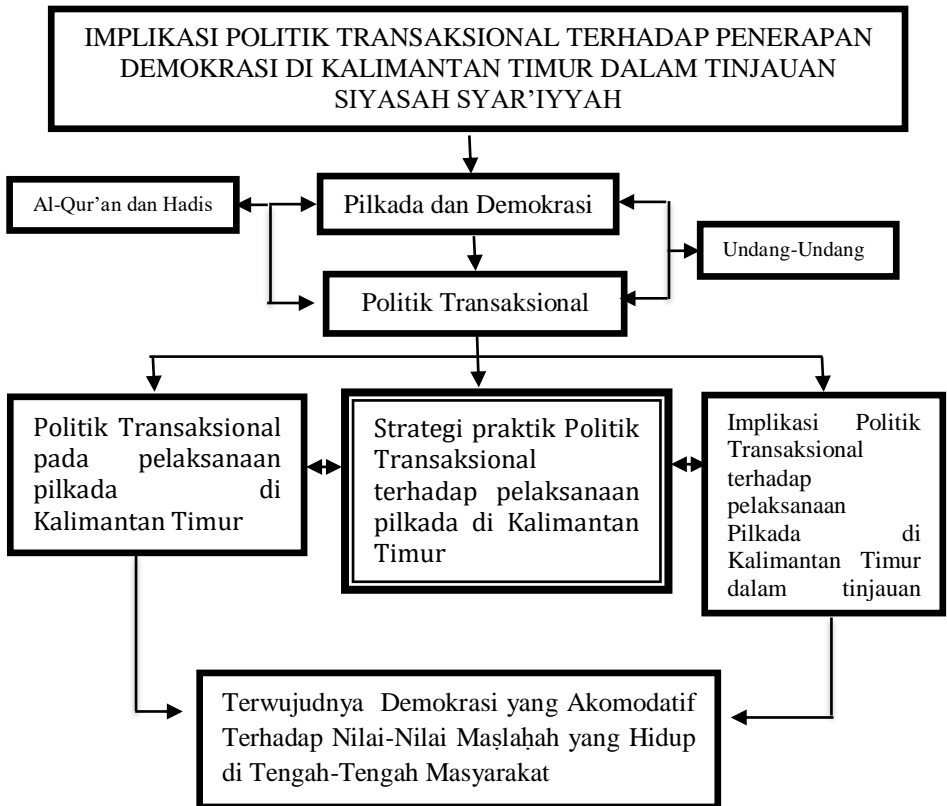 IMPLIKASI POLITIK TRANSAKSIONAL TERHADAP PENERAPAN
DEMOKRASI DI KALIMANTAN TIMUR DALAM TINJAUAN
SIYASAH SYAR’IYYAH
Al-Qur’an dan Hadis
Pilkada dan Demokrasi
Undang-Undang
Politik Transaksional
Politik Transaksional
pada pelaksanaan
pilkada di
Kalimantan Timur
Strategi praktik Politik
Transaksional
terhadap pelaksanaan
pilkada di Kalimantan
Timur
Implikasi Politik
Transaksional
terhadap
pelaksanaan
Pilkada di
Kalimantan Timur
dalam tinjauan
Terwujudnya Demokrasi yang Akomodatif
Terhadap Nilai-Nilai Maṣlaḥah yang Hidup
di Tengah-Tengah Masyarakat